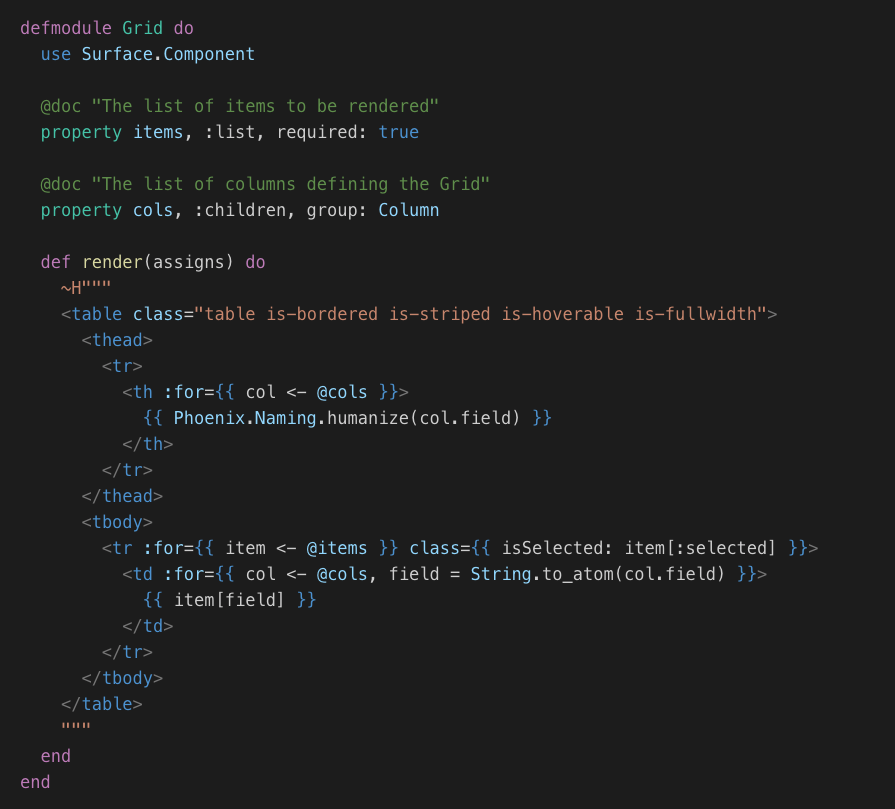 defmodule Grid do
  use Surface.Component

  @doc "The list of items to be rendered"
  property items, :list, required: true

  @doc "The list of columns defining the Grid"
  property cols, :children, group: Column

  def render(assigns) do
    ~H"""
    <table class="table is-bordered is-striped is-hoverable is-fullwidth">
      <thead>
        <tr>
          <th :for={{ col <- @cols }}>
            {{ Phoenix.Naming.humanize(col.field) }}
          </th>
        </tr>
      </thead>
      <tbody>
        <tr :for={{ item <- @items }} class={{ isSelected: item[:selected] }}>
          <td :for={{ col <- @cols, field = String.to_atom(col.field) }}>
            {{ item[field] }}
          </td>
        </tr>
      </tbody>
    </table>
    """
  end
end